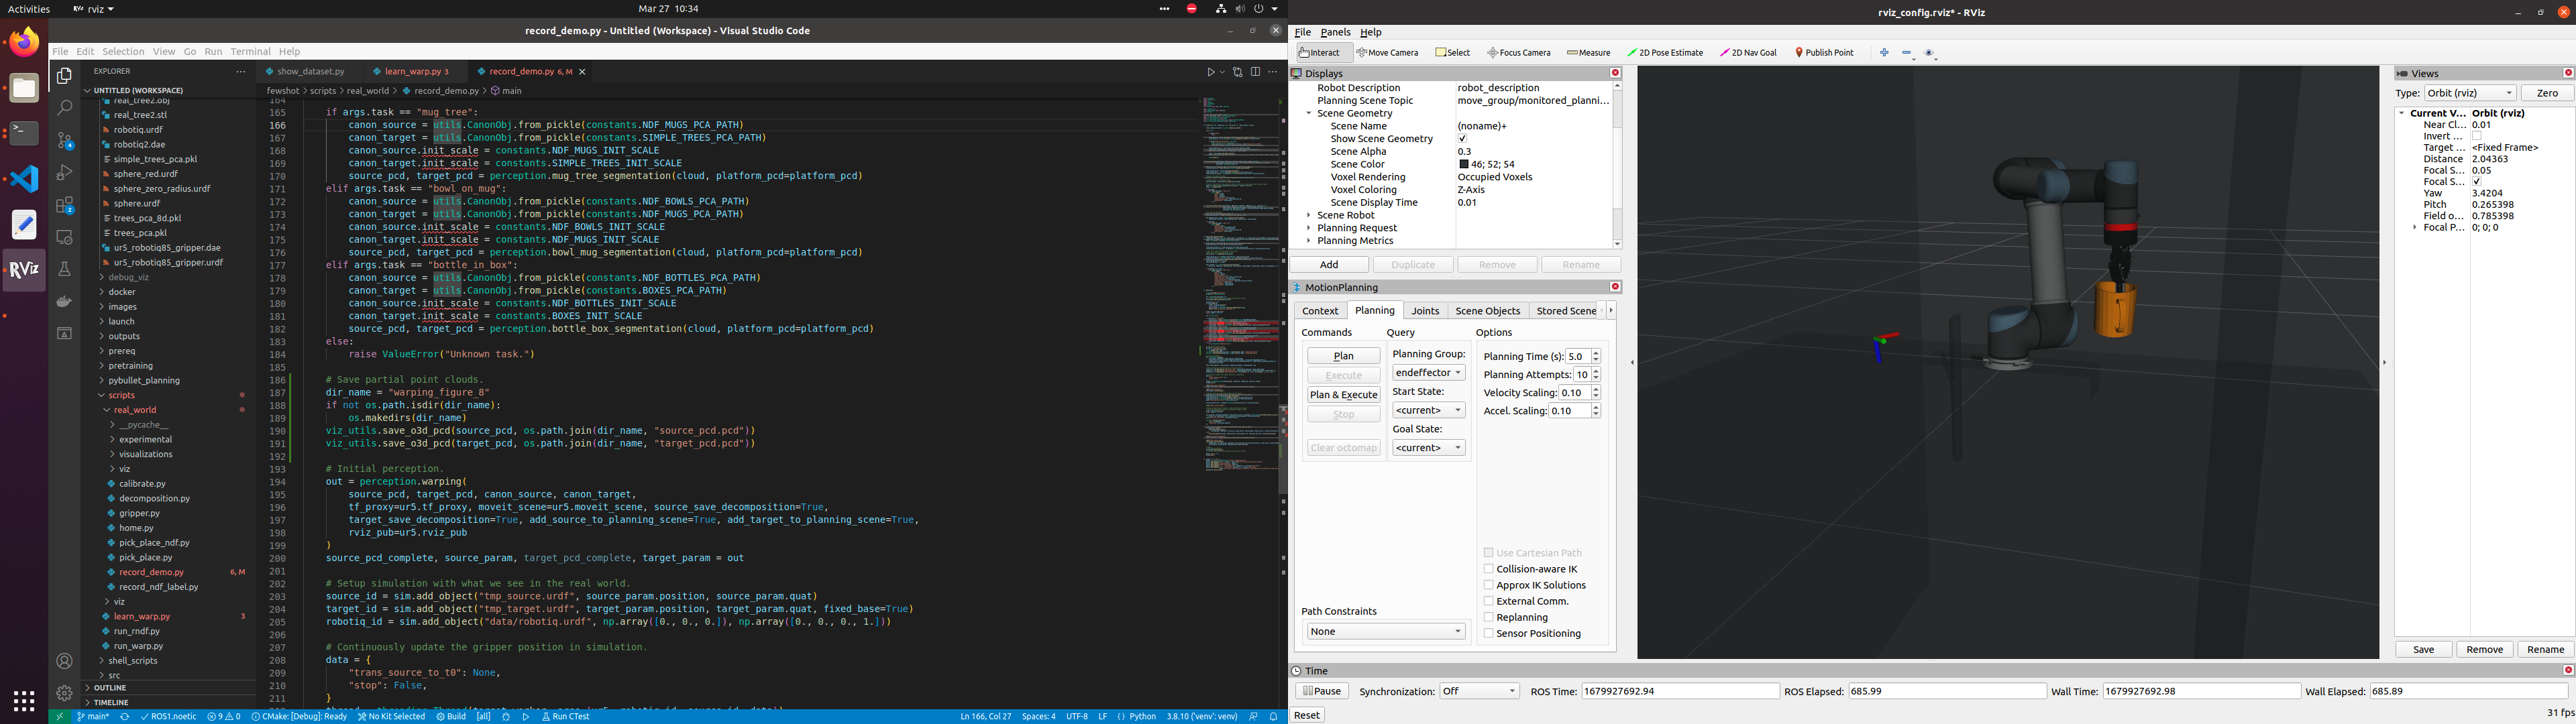 Activities
RViz rviz
Mar 27 10:34
record_demo.py - Untitled (Workspace) - Visual Studio Code
File Edit Selection View Go Run Terminal Help
EXPLORER
UNTITLED (WORKSPACE)
real_tree2.obj
real_tree2.stl
robotiq.urdf
robotiq2.dae
simple_trees_pca.pkl
sphere_red.urdf
sphere_zero_radius.urdf
sphere.urdf
trees_pca_8d.pkl
trees_pca.pkl
ur5_robotiq85_gripper.dae
ur5_robotiq85_gripper.urdf
debug_viz
docker
images
launch
outputs
prereq
pretraining
pybullet_planning
scripts
real_world
__pycache__
experimental
visualizations
viz
calibrate.py
decomposition.py
gripper.py
home.py
pick_place_ndf.py
pick_place.py
record_demo.py 6, M
record_ndf_label.py
viz
learn_warp.py 3
run_rndf.py
run_warp.py
shell_scripts
src
OUTLINE
TIMELINE
show_dataset.py learn_warp.py 3 record_demo.py 6, M
fewshot > scripts > real_world > record_demo.py > main
164
165 if args.task == "mug_tree":
166 canon_source = utils.CanonObj.from_pickle(constants.NDF_MUGS_PCA_PATH)
167 canon_target = utils.CanonObj.from_pickle(constants.SIMPLE_TREES_PCA_PATH)
168 canon_source.init_scale = constants.NDF_MUGS_INIT_SCALE
169 canon_target.init_scale = constants.SIMPLE_TREES_INIT_SCALE
170 source_pcd, target_pcd = perception.mug_tree_segmentation(cloud, platform_pcd=platform_pcd)
171 elif args.task == "bowl_on_mug":
172 canon_source = utils.CanonObj.from_pickle(constants.NDF_BOWLS_PCA_PATH)
173 canon_target = utils.CanonObj.from_pickle(constants.NDF_MUGS_PCA_PATH)
174 canon_source.init_scale = constants.NDF_BOWLS_INIT_SCALE
175 canon_target.init_scale = constants.NDF_MUGS_INIT_SCALE
176 source_pcd, target_pcd = perception.bowl_mug_segmentation(cloud, platform_pcd=platform_pcd)
177 elif args.task == "bottle_in_box":
178 canon_source = utils.CanonObj.from_pickle(constants.NDF_BOTTLES_PCA_PATH)
179 canon_target = utils.CanonObj.from_pickle(constants.BOXES_PCA_PATH)
180 canon_source.init_scale = constants.NDF_BOTTLES_INIT_SCALE
181 canon_target.init_scale = constants.BOXES_INIT_SCALE
182 source_pcd, target_pcd = perception.bottle_box_segmentation(cloud, platform_pcd=platform_pcd)
183 else:
184 raise ValueError("Unknown task.")
185
186 # Save partial point clouds.
187 dir_name = "warping_figure_8"
188 if not os.path.isdir(dir_name):
189 os.makedirs(dir_name)
190 viz_utils.save_o3d_pcd(source_pcd, os.path.join(dir_name, "source_pcd.pcd"))
191 viz_utils.save_o3d_pcd(target_pcd, os.path.join(dir_name, "target_pcd.pcd"))
192
193 # Initial perception.
194 out = perception.warping(
195 source_pcd, target_pcd, canon_source, canon_target,
196 tf_proxy=ur5.tf_proxy, moveit_scene=ur5.moveit_scene, source_save_decomposition=True,
197 target_save_decomposition=True, add_source_to_planning_scene=True, add_target_to_planning_scene=True,
198 rviz_pub=ur5.rviz_pub
199 )
200 source_pcd_complete, source_param, target_pcd_complete, target_param = out
201
202 # Setup simulation with what we see in the real world.
203 source_id = sim.add_object("tmp_source.urdf", source_param.position, source_param.quat)
204 target_id = sim.add_object("tmp_target.urdf", target_param.position, target_param.quat, fixed_base=True)
205 robotiq_id = sim.add_object("data/robotiq.urdf", np.array([0., 0., 0.]), np.array([0., 0., 0., 1.]))
206
207 # Continuously update the gripper position in simulation.
208 data = {
209 "trans_source_to_t0": None,
210 "stop": False,
211 }
main* ROS1.noetic 9 0 CMake: [Debug]: Ready No Kit Selected Build [all] Run CTest
Ln 166, Col 27 Spaces: 4 UTF-8 LF Python 3.8.10 ('venv': venv)
rviz_config.rviz* - RViz
File Panels Help
Interact Move Camera Select Focus Camera Measure 2D Pose Estimate 2D Nav Goal Publish Point
Displays
Robot Description robot_description
Planning Scene Topic move_group/monitored_planni...
Scene Geometry
Scene Name (noname)+
Show Scene Geometry
Scene Alpha 0.3
Scene Color 46; 52; 54
Voxel Rendering Occupied Voxels
Voxel Coloring Z-Axis
Scene Display Time 0.01
Scene Robot
Planning Request
Planning Metrics
Add Duplicate Remove Rename
MotionPlanning
Context Planning Joints Scene Objects Stored Scene
Commands Query Options
Plan
Execute
Plan & Execute
Stop
Clear octomap
Planning Group:
endeffector
Start State:
<current>
Goal State:
<current>
Planning Time (s): 5.0
Planning Attempts: 10
Velocity Scaling: 0.10
Accel. Scaling: 0.10
Use Cartesian Path
Collision-aware IK
Approx IK Solutions
External Comm.
Replanning
Sensor Positioning
Path Constraints
None
Views
Type: Orbit (rviz) Zero
Current V... Orbit (rviz)
Near Cl... 0.01
Invert ...
Target ... <Fixed Frame>
Distance 2.04363
Focal S... 0.05
Focal S...
Yaw 3.4204
Pitch 0.265398
Field o... 0.785398
Focal P... 0; 0; 0
Save Remove Rename
Time
Pause Synchronization: Off ROS Time: 1679927692.94 ROS Elapsed: 685.99 Wall Time: 1679927692.98 Wall Elapsed: 685.89
Reset
31 fps